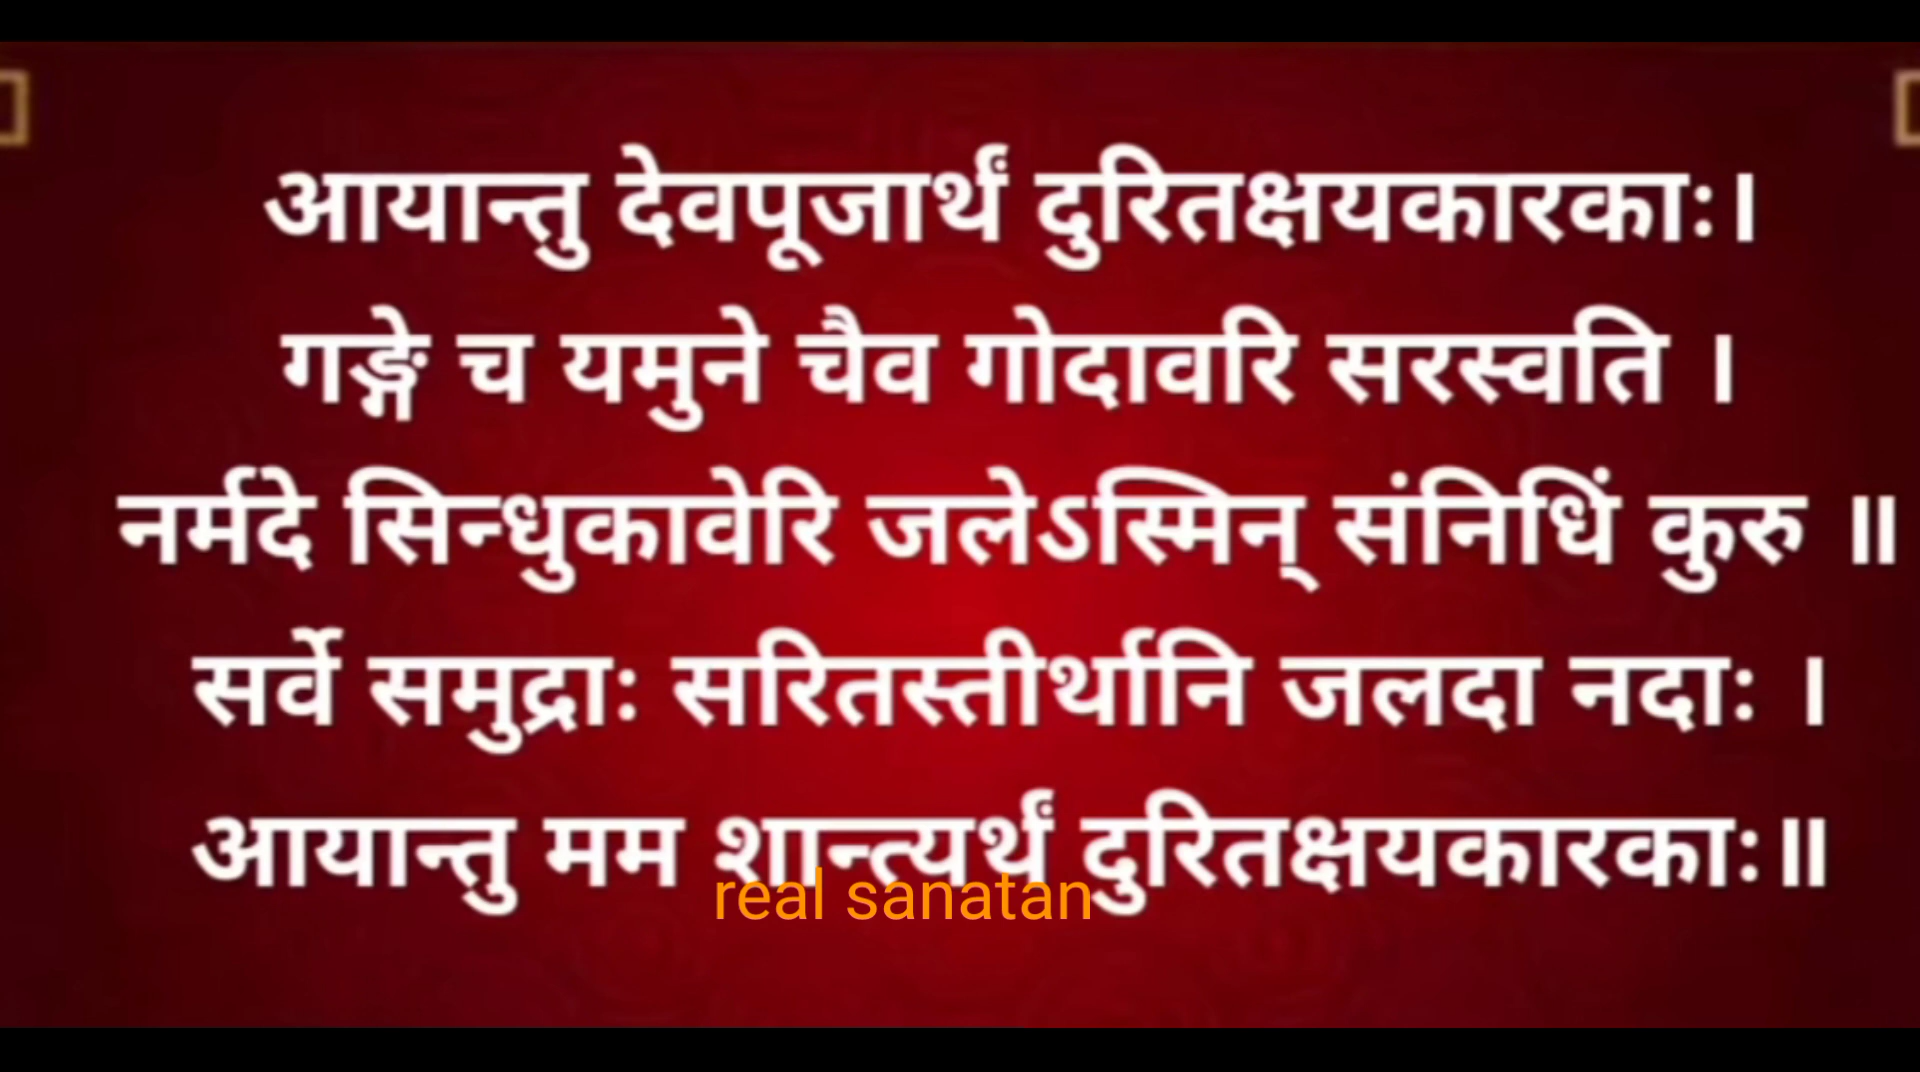 आयान्तु देवपूजार्थं दुरितक्षयकारकाः।
गङ्गे च यमुने चैव गोदावरि सरस्वति ।
नर्मदे सिन्धुकावेरि जलेऽस्मिन् संनिधिं कुरु ॥
सर्वे समुद्राः सरितस्तीर्थानि जलदा नदाः ।
आयान्तु मम शान्त्यर्थं दुरितक्षयकारकाः॥
real sanatan